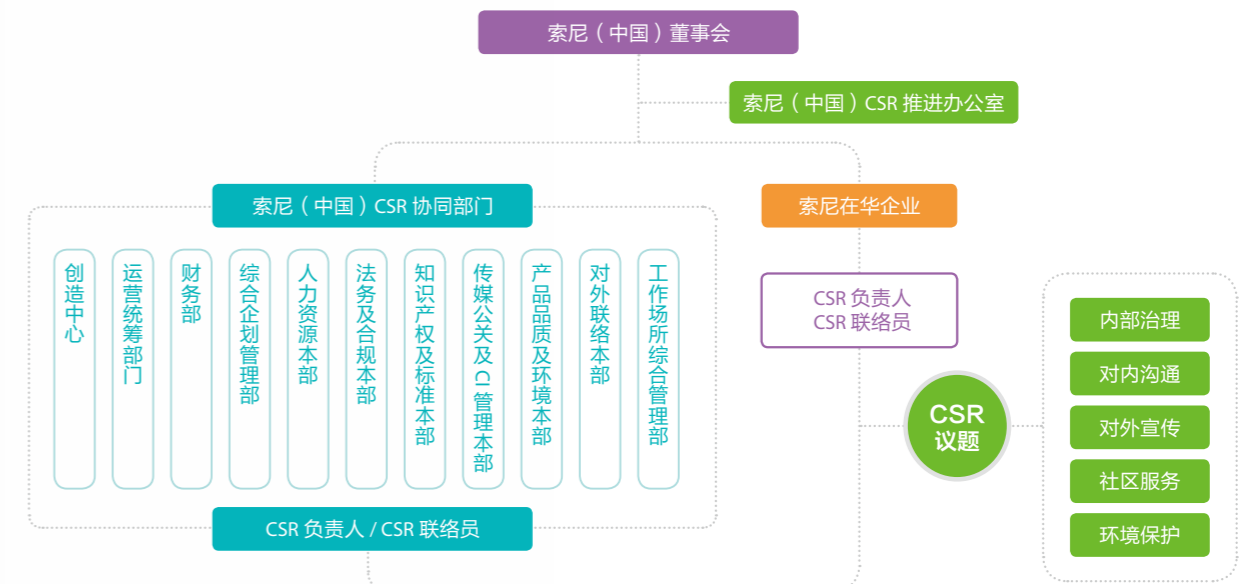 索尼（中国）董事会
索尼（中国）CSR 推进办公室
索尼（中国）CSR 协同部门
索尼在华企业
创造中心
运营统筹部门
财务部
综合企划管理部
人力资源本部
法务及合规本部
知识产权及标准本部
传媒公关及 CI 管理本部
产品品质及环境本部
对外联络本部
工作场所综合管理部
CSR 负责人 / CSR 联络员
CSR 负责人
CSR 联络员
CSR
议题
内部治理
对内沟通
对外宣传
社区服务
环境保护